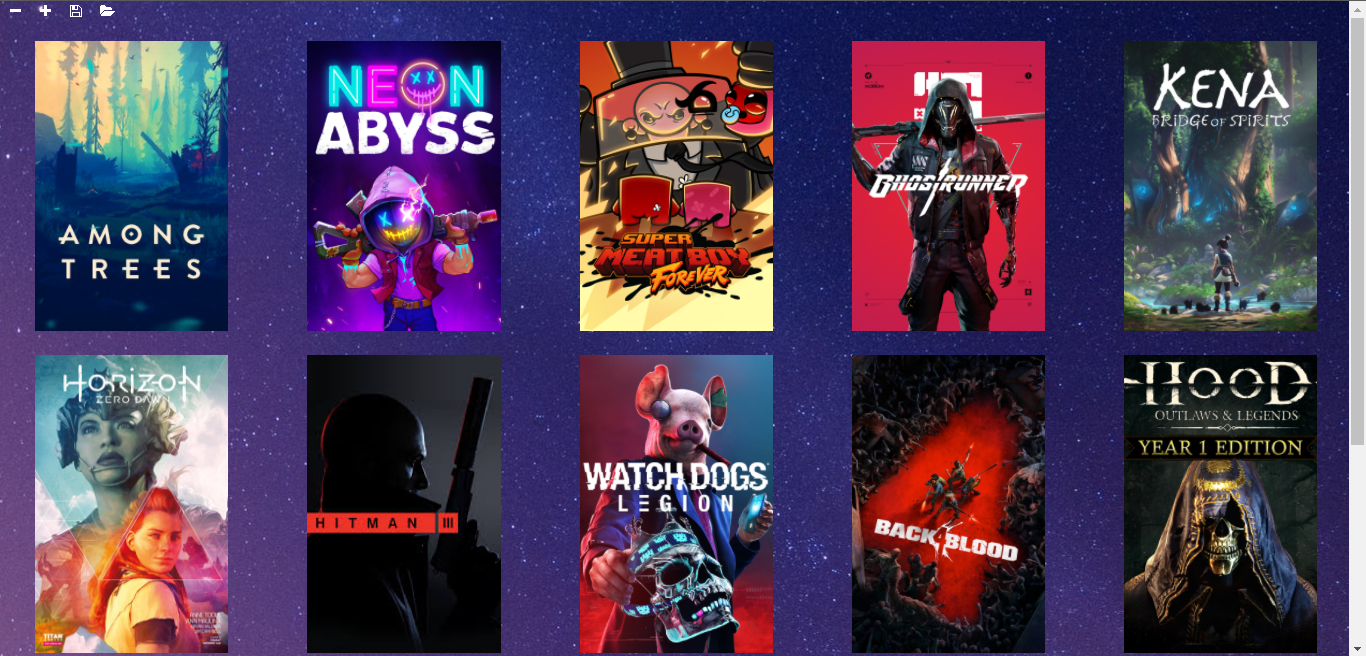 AMONG
TREES
NEON
ABYSS
SUPER
MEAT BOY
FOREVER
GHOSTRUNNER
KENA
BRIDGE OF SPIRITS
HORIZON
ZERO DAWN
TITAN
HITMAN III
WATCH DOGS
LEGION
BACK 4 BLOOD
HOOD
OUTLAWS & LEGENDS
YEAR 1 EDITION